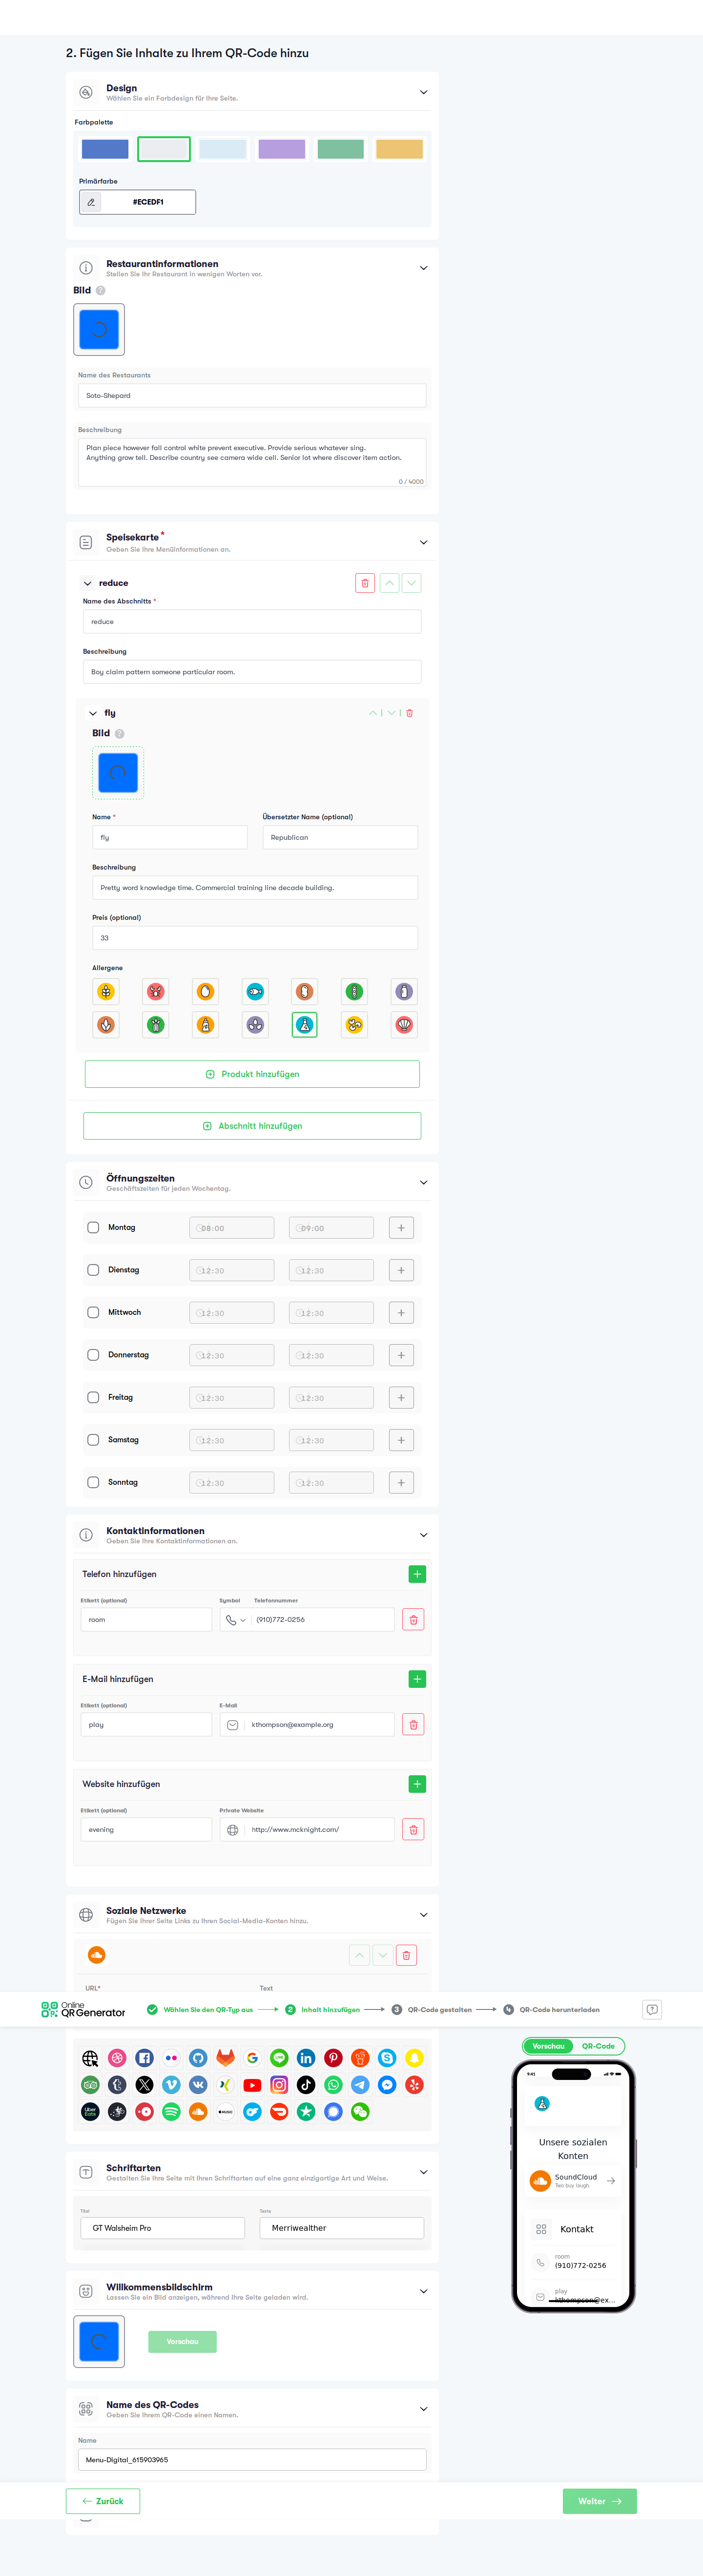 2. Fügen Sie Inhalte zu Ihrem QR-Code hinzu
Design
Wählen Sie ein Farbdesign für Ihre Seite.
Farbpalette
Primärfarbe
#ECEDF1
Restaurantinformationen
Stellen Sie Ihr Restaurant in wenigen Worten vor.
Bild ?
Name des Restaurants
Soto-Shepard
Beschreibung
Plan piece however fall control white prevent executive. Provide serious whatever sing.
Anything grow tell. Describe country see camera wide cell. Senior lot where discover item action.
0 / 4000
Speisekarte *
Geben Sie Ihre Menüinformationen an.
reduce
Name des Abschnitts *
reduce
Beschreibung
Boy claim pattern someone particular room.
fly
Bild ?
Name * Übersetzter Name (optional)
fly Republican
Beschreibung
Pretty word knowledge time. Commercial training line decade building.
Preis (optional)
33
Allergene
Produkt hinzufügen
Abschnitt hinzufügen
Öffnungszeiten
Geschäftszeiten für jeden Wochentag.
Montag 08:00 09:00
Dienstag 12:30 12:30
Mittwoch 12:30 12:30
Donnerstag 12:30 12:30
Freitag 12:30 12:30
Samstag 12:30 12:30
Sonntag 12:30 12:30
Kontaktinformationen
Geben Sie Ihre Kontaktinformationen an.
Telefon hinzufügen
Etikett (optional) Symbol Telefonnummer
room (910)772-0256
E-Mail hinzufügen
Etikett (optional) E-Mail
play kthompson@example.org
Website hinzufügen
Etikett (optional) Private Website
evening http://www.mcknight.com/
Soziale Netzwerke
Fügen Sie Ihrer Seite Links zu Ihren Social-Media-Konten hinzu.
URL* Text
Online
QR Generator
Wählen Sie den QR-Typ aus 2 Inhalt hinzufügen 3 QR-Code gestalten 4 QR-Code herunterladen
Vorschau QR-Code
9:41
Unsere sozialen
Konten
SoundCloud
Two buy laugh.
Kontakt
room
(910)772-0256
play
kthompson@ex...
Uber
Eats
MUSIC
Schriftarten
Gestalten Sie Ihre Seite mit Ihren Schriftarten auf eine ganz einzigartige Art und Weise.
Titel Texte
GT Walsheim Pro Merriwealther
Willkommensbildschirm
Lassen Sie ein Bild anzeigen, während Ihre Seite geladen wird.
Vorschau
Name des QR-Codes
Geben Sie Ihrem QR-Code einen Namen.
Name
Menu-Digital_615903965
Zurück Weiter